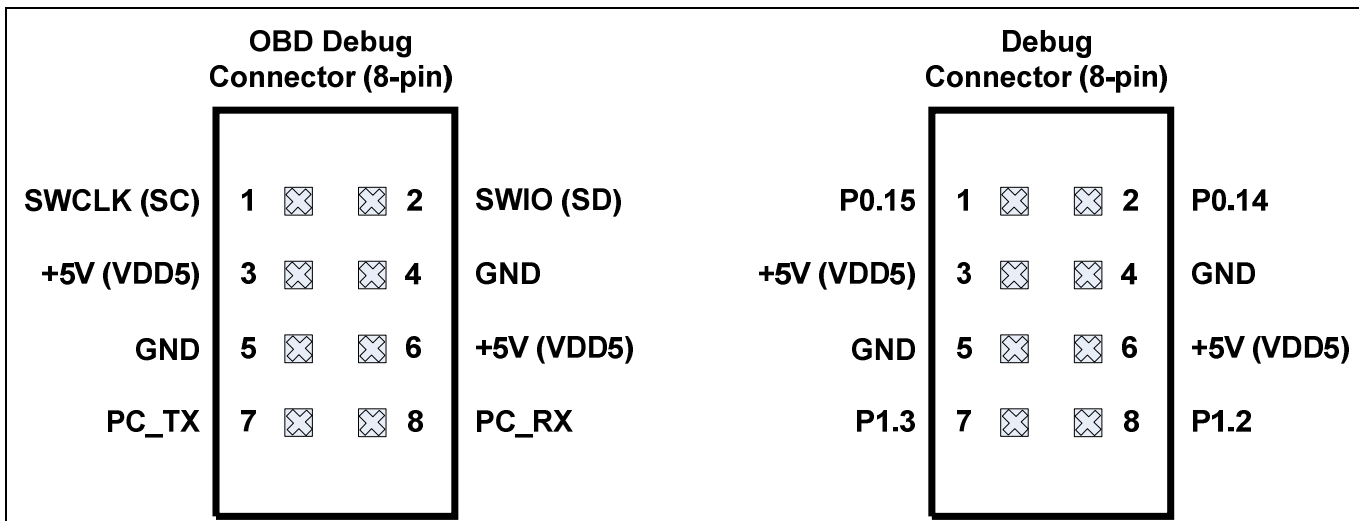 OBD Debug
Connector (8-pin)
SWCLK (SC) 1 2 SWIO (SD)
+5V (VDD5) 3 4 GND
GND 5 6 +5V (VDD5)
PC_TX 7 8 PC_RX
Debug
Connector (8-pin)
P0.15 1 2 P0.14
+5V (VDD5) 3 4 GND
GND 5 6 +5V (VDD5)
P1.3 7 8 P1.2